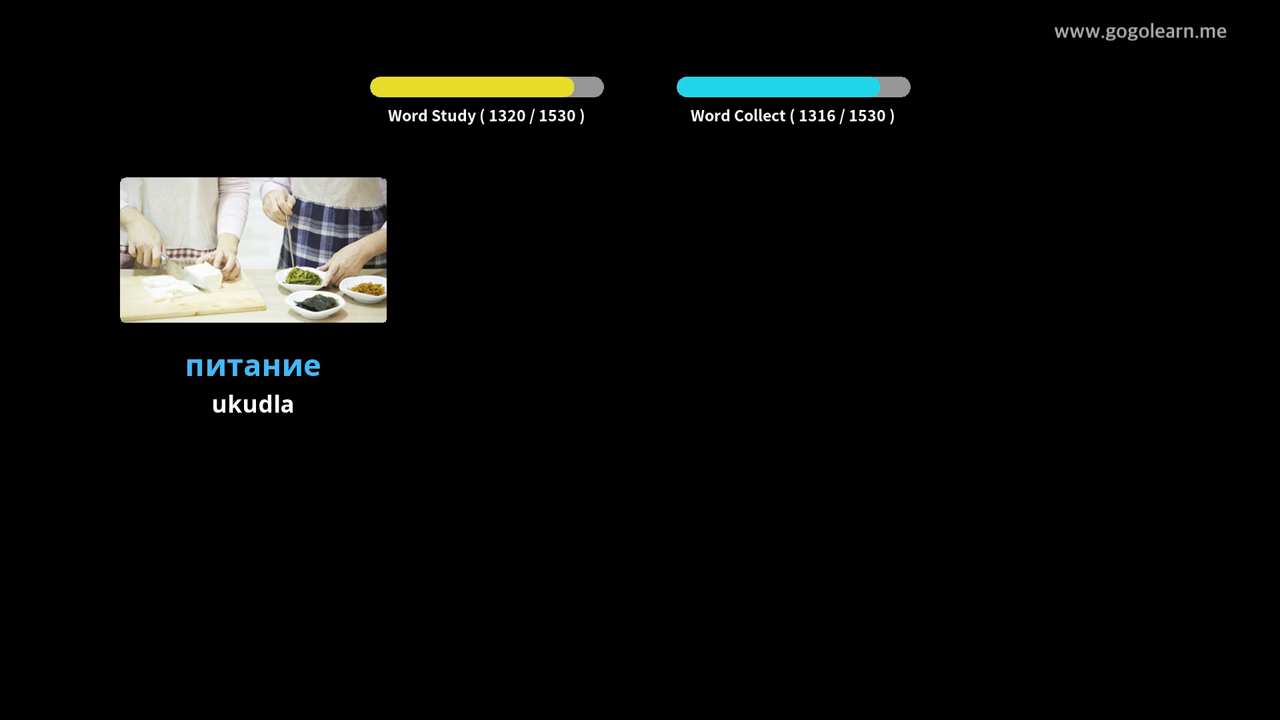 www.gogolearn.me
Word Study ( 1320 / 1530 )
Word Collect ( 1316 / 1530 )
питание
ukudla